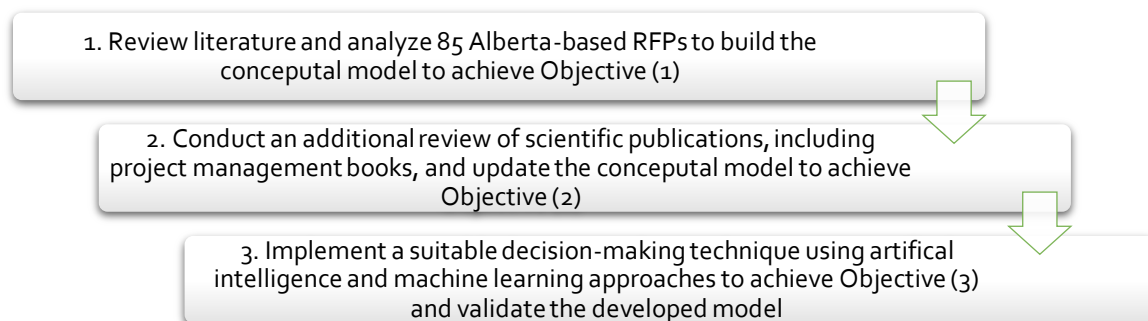 1. Review literature and analyze 85 Alberta-based RFPs to build the
conceputal model to achieve Objective (1)
2. Conduct an additional review of scientific publications, including
project management books, and update the conceputal model to achieve
Objective (2)
3. Implement a suitable decision-making technique using artifical
intelligence and machine learning approaches to achieve Objective (3)
and validate the developed model